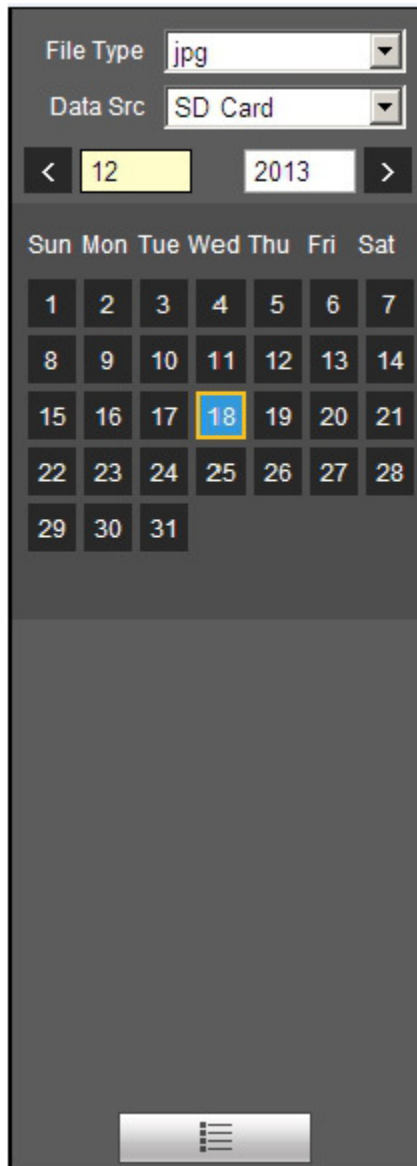 File Type jpg
Data Src SD Card
< 12 2013 >
Sun Mon Tue Wed Thu Fri Sat
1 2 3 4 5 6 7
8 9 10 11 12 13 14
15 16 17 18 19 20 21
22 23 24 25 26 27 28
29 30 31